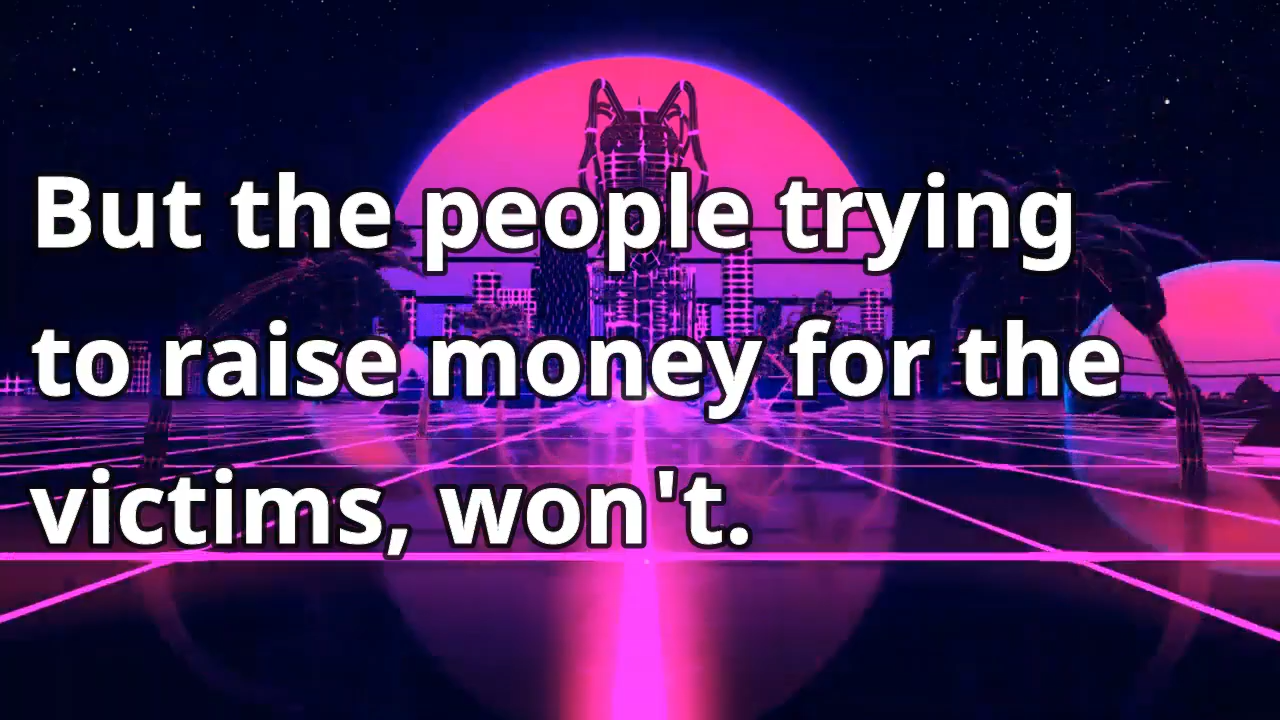 But the people trying
to raise money for the
victims, won't.